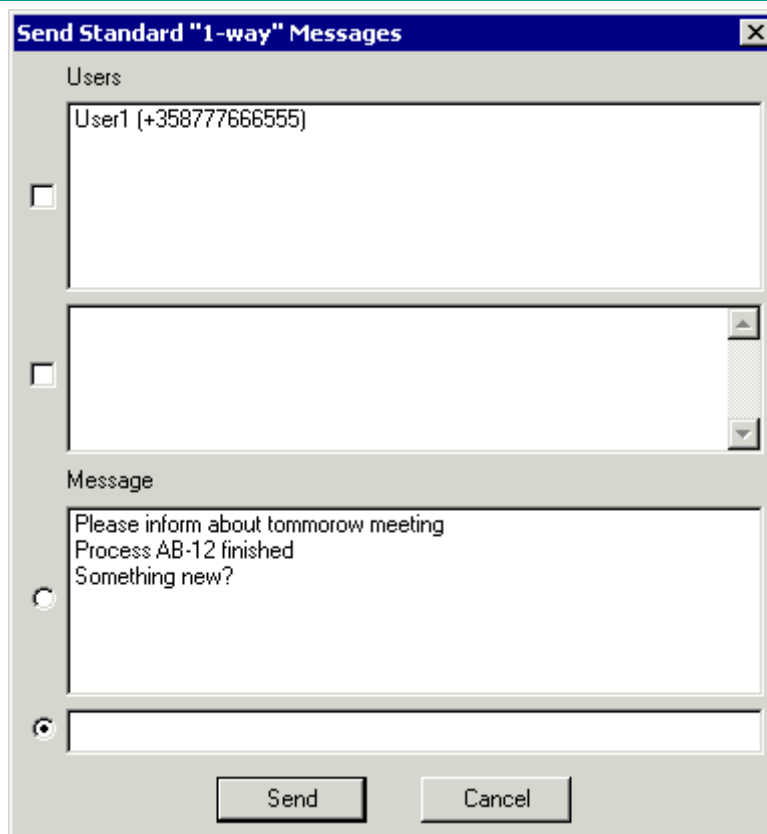 Send Standard "1-way" Messages
Users
User1 (+358777666555)
Message
Please inform about tommorow meeting
Process AB-12 finished
Something new?
Send
Cancel